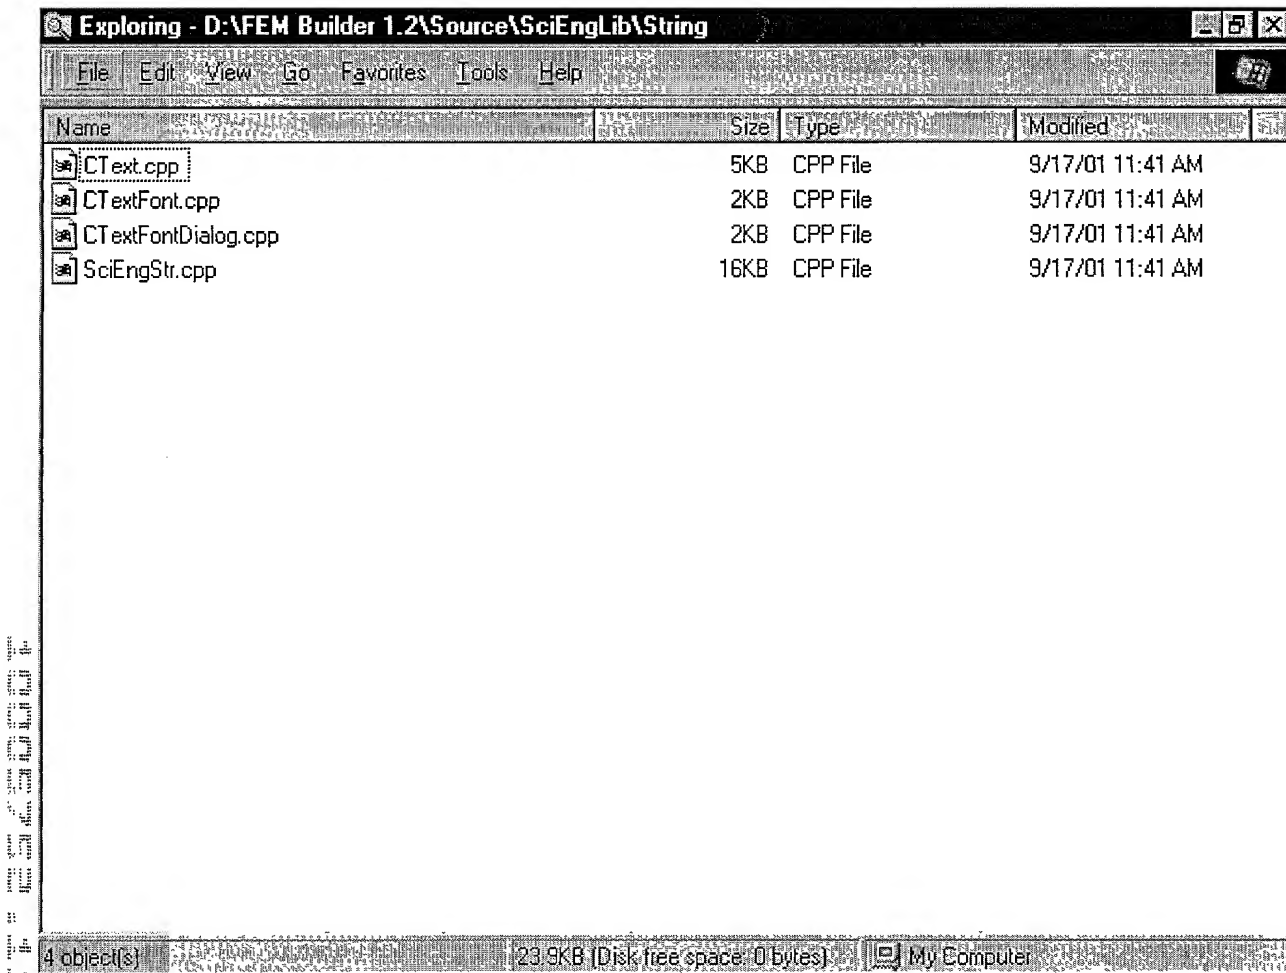 Exploring - D:\FEM Builder 1.2\Source\SciEngLib\String
File Edit View Go Favorites Tools Help
Name Size Type Modified
CText.cpp 5KB CPP File 9/17/01 11:41 AM
CTextFont.cpp 2KB CPP File 9/17/01 11:41 AM
CTextFontDialog.cpp 2KB CPP File 9/17/01 11:41 AM
SciEngStr.cpp 16KB CPP File 9/17/01 11:41 AM
4 object(s) 23.9KB (Disk free space: 0 bytes) My Computer